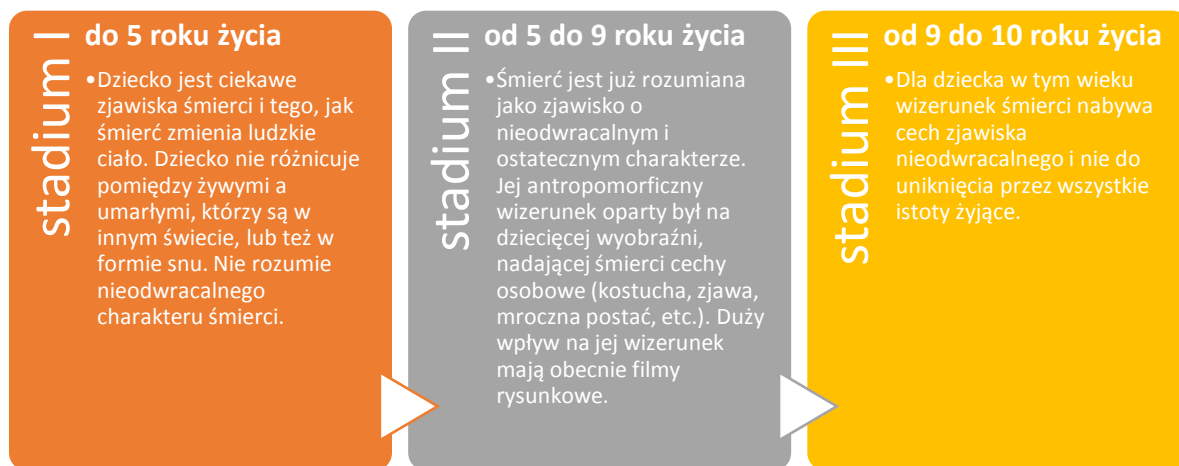 stadium I
do 5 roku życia
•Dziecko jest ciekawe
zjawiska śmierci i tego, jak
śmierć zmienia ludzkie
ciało. Dziecko nie różnicuje
pomiędzy żywymi a
umarłymi, którzy są w
innym świecie, lub też w
formie snu. Nie rozumie
nieodwracalnego
charakteru śmierci.
stadium II
od 5 do 9 roku życia
•Śmierć jest już rozumiana
jako zjawisko o
nieodwracalnym i
ostatecznym charakterze.
Jej antropomorficzny
wizerunek oparty był na
dziecięcej wyobraźni,
nadającej śmierci cechy
osobowe (kostucha, zjawa,
mroczna postać, etc.). Duży
wpływ na jej wizerunek
mają obecnie filmy
rysunkowe.
stadium III
od 9 do 10 roku życia
•Dla dziecka w tym wieku
wizerunek śmierci nabywa
cech zjawiska
nieodwracalnego i nie do
uniknięcia przez wszystkie
istoty żyjące.